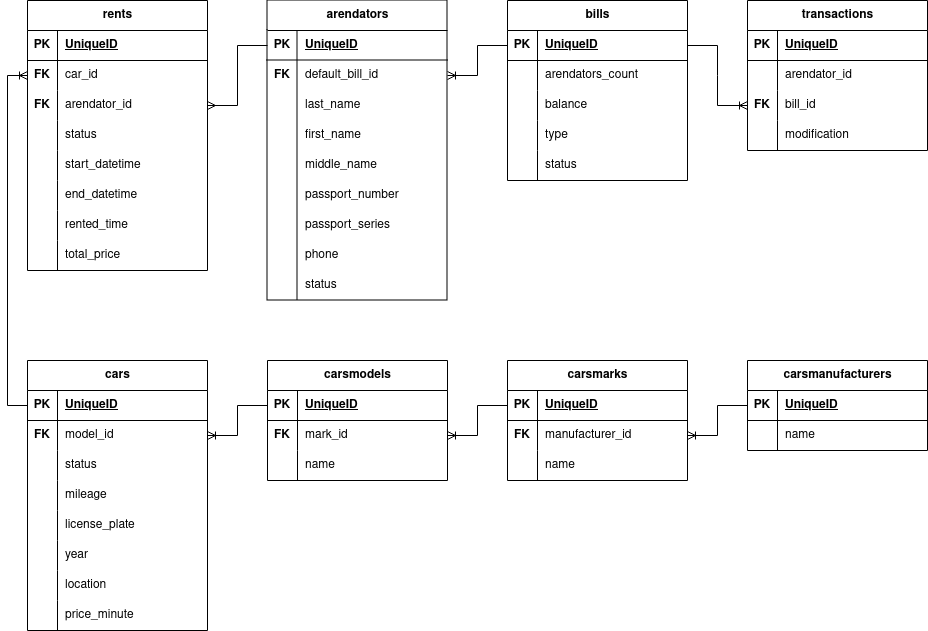 rents
PK UniqueID
FK car_id
FK arendator_id
status
start_datetime
end_datetime
rented_time
total_price
arendators
PK UniqueID
FK default_bill_id
last_name
first_name
middle_name
passport_number
passport_series
phone
status
bills
PK UniqueID
arendators_count
balance
type
status
transactions
PK UniqueID
arendator_id
FK bill_id
modification
cars
PK UniqueID
FK model_id
status
mileage
license_plate
year
location
price_minute
carsmodels
PK UniqueID
FK mark_id
name
carsmarks
PK UniqueID
FK manufacturer_id
name
carsmanufacturers
PK UniqueID
name